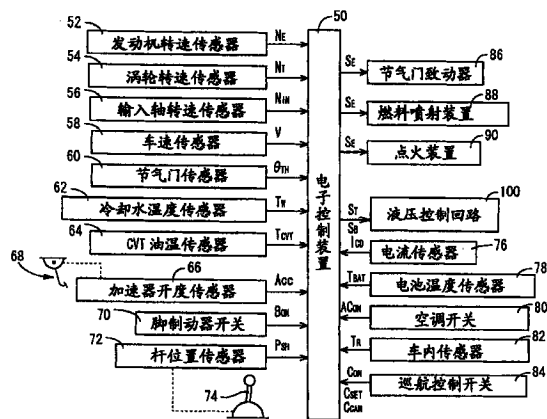 50
52
发动机转速传感器
NE
54
涡轮转速传感器
NT
56
输入轴转速传感器
NIN
58
车速传感器
V
60
节气门传感器
θTH
62
冷却水温度传感器
TW
64
CVT 油温传感器
TCVT
66
68
加速器开度传感器
ACC
70
脚制动器开关
BON
72
杆位置传感器
PSH
74
电子控制装置
SE
节气门致动器
86
SE
燃料喷射装置
88
SE
点火装置
90
ST
SB
液压控制回路
100
ICD
电流传感器
76
TBAT
电池温度传感器
78
ACON
空调开关
80
TR
车内传感器
82
CON
CSET
CCAN
巡航控制开关
84